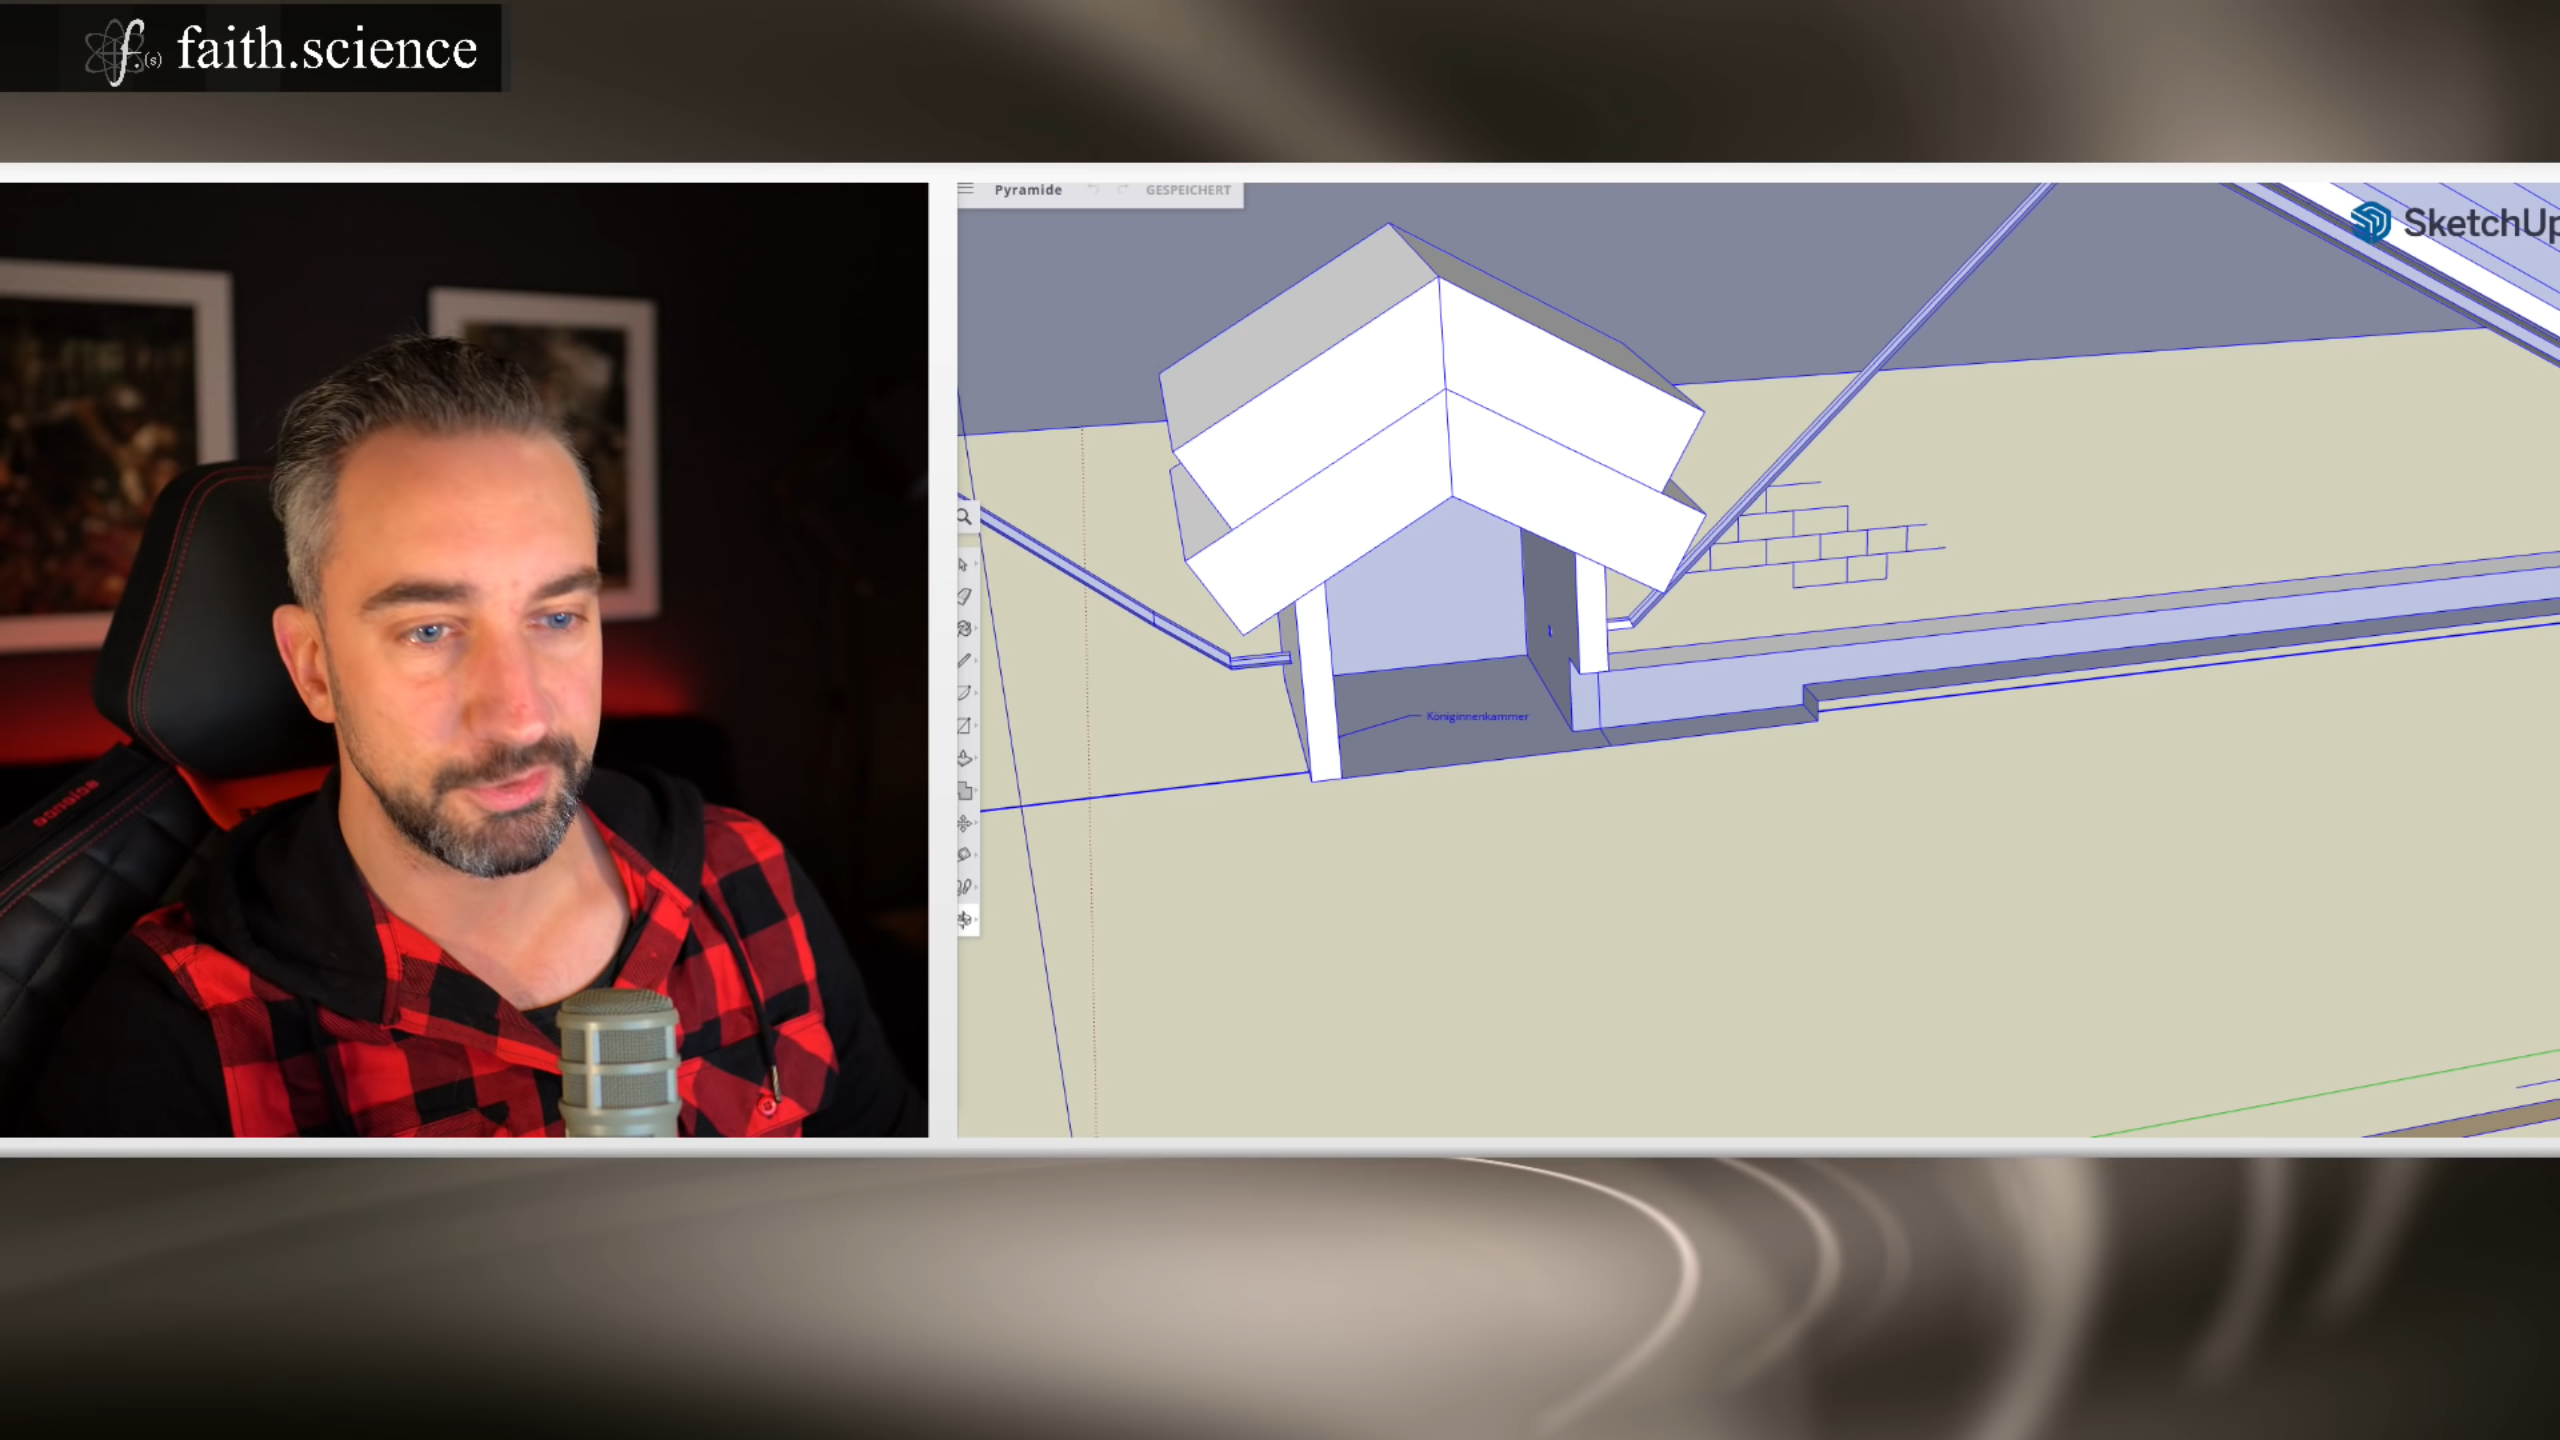 f.(s) faith.science
Pyramide GESPEICHERT
SketchUp
Königinnenkammer